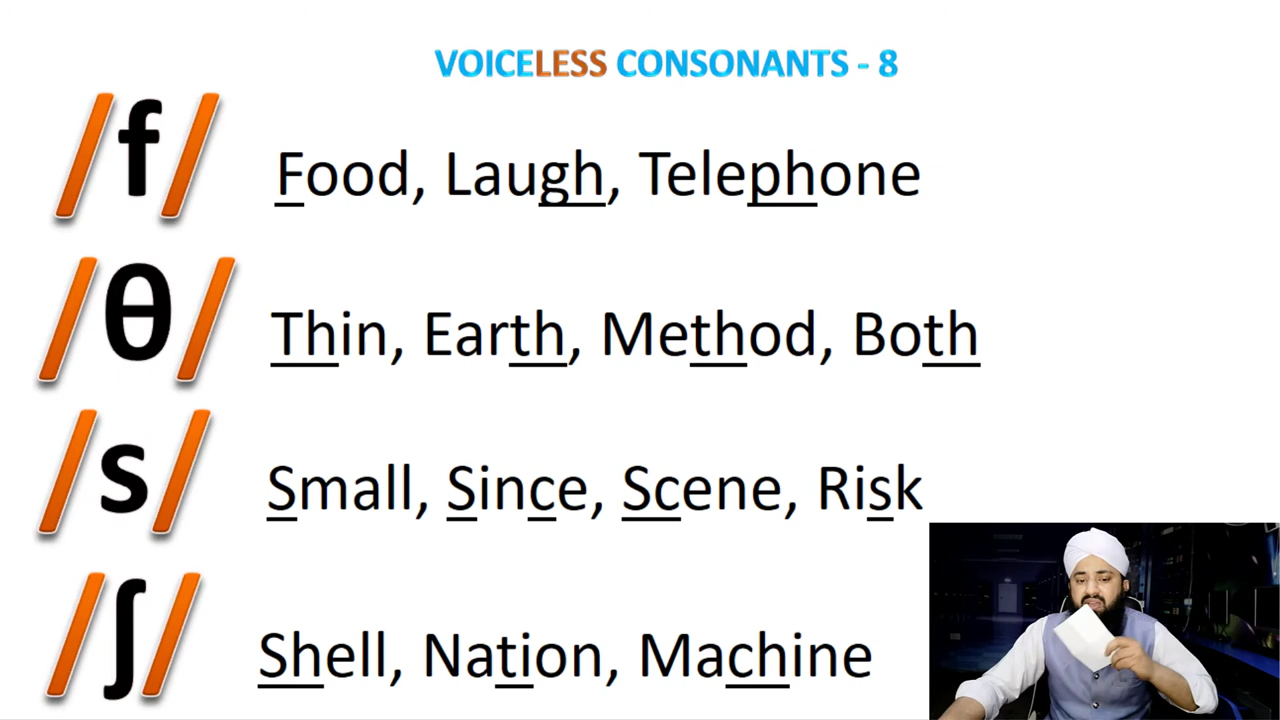 VOICELESS CONSONANTS - 8
/f/ Food, Laugh, Telephone
/θ/ Thin, Earth, Method, Both
/s/ Small, Since, Scene, Risk
/ʃ/ Shell, Nation, Machine